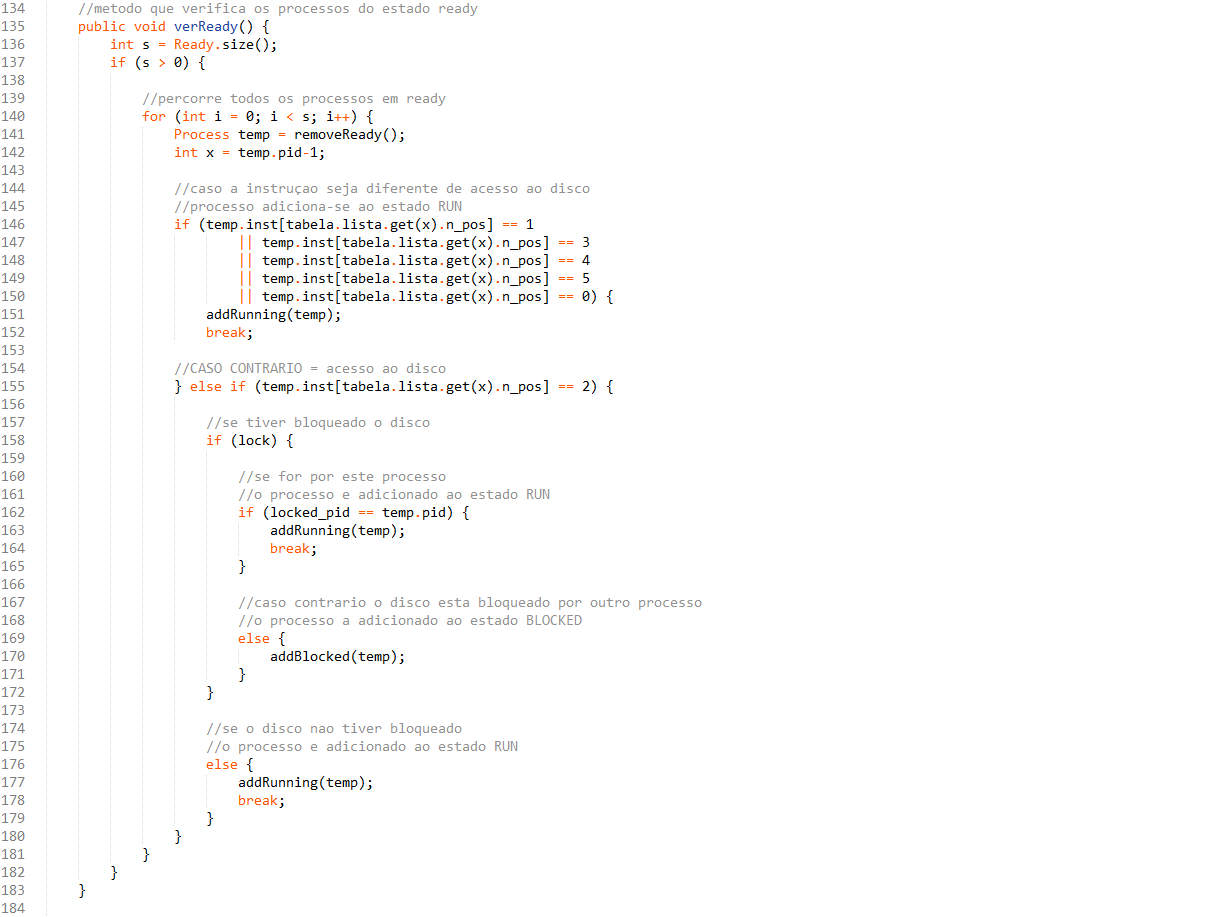 134 //metodo que verifica os processos do estado ready
135 public void verReady() {
136 int s = Ready.size();
137 if (s > 0) {
138
139 //percorre todos os processos em ready
140 for (int i = 0; i < s; i++) {
141 Process temp = removeReady();
142 int x = temp.pid-1;
143
144 //caso a instruçao seja diferente de acesso ao disco
145 //processo adiciona-se ao estado RUN
146 if (temp.inst[tabela.lista.get(x).n_pos] == 1
147 || temp.inst[tabela.lista.get(x).n_pos] == 3
148 || temp.inst[tabela.lista.get(x).n_pos] == 4
149 || temp.inst[tabela.lista.get(x).n_pos] == 5
150 || temp.inst[tabela.lista.get(x).n_pos] == 0) {
151 addRunning(temp);
152 break;
153
154 //CASO CONTRARIO = acesso ao disco
155 } else if (temp.inst[tabela.lista.get(x).n_pos] == 2) {
156
157 //se tiver bloqueado o disco
158 if (lock) {
159
160 //se for por este processo
161 //o processo e adicionado ao estado RUN
162 if (locked_pid == temp.pid) {
163 addRunning(temp);
164 break;
165 }
166
167 //caso contrario o disco esta bloqueado por outro processo
168 //o processo a adicionado ao estado BLOCKED
169 else {
170 addBlocked(temp);
171 }
172 }
173
174 //se o disco nao tiver bloqueado
175 //o processo e adicionado ao estado RUN
176 else {
177 addRunning(temp);
178 break;
179 }
180 }
181 }
182 }
183 }
184